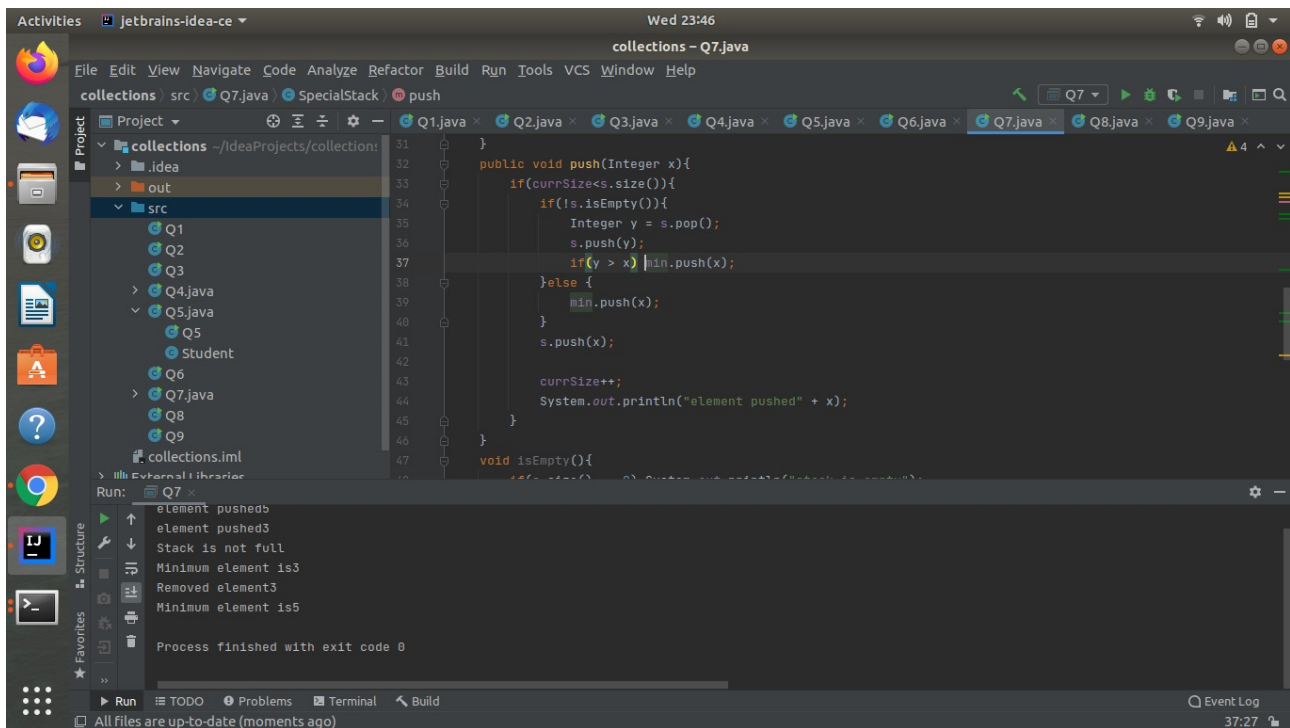 Activities jetbrains-idea-ce Wed 23:46
collections – Q7.java
File Edit View Navigate Code Analyze Refactor Build Run Tools VCS Window Help
collections src Q7.java SpecialStack push Q7
Project Q1.java Q2.java Q3.java Q4.java Q5.java Q6.java Q7.java Q8.java Q9.java
Project
collections ~/IdeaProjects/collections
.idea
out
src
Q1
Q2
Q3
Q4.java
Q5.java
Q5
Student
Q6
Q7.java
Q8
Q9
collections.iml
External Libraries
4
31 }
32 public void push(Integer x){
33 if(currSize<s.size()){
34 if(!s.isEmpty()){
35 Integer y = s.pop();
36 s.push(y);
37 if(y > x) min.push(x);
38 }else {
39 min.push(x);
40 }
41 s.push(x);
42
43 currSize++;
44 System.out.println("element pushed" + x);
45 }
46 }
47 void isEmpty(){
Run: Q7
element pushed5
element pushed3
Stack is not full
Minimum element is3
Removed element3
Minimum element is5
Process finished with exit code 0
Structure
Favorites
Run TODO Problems Terminal Build Event Log
All files are up-to-date (moments ago) 37:27